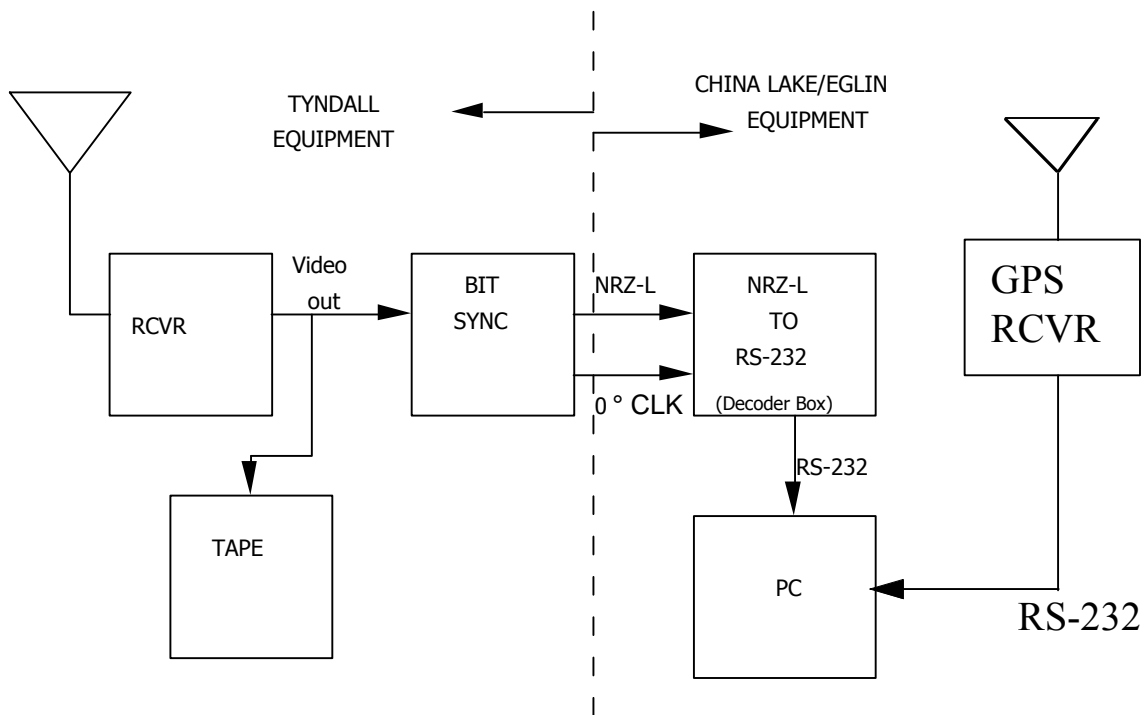 TYNDALL
EQUIPMENT
CHINA LAKE/EGLIN
EQUIPMENT
RCVR
Video
out
BIT
SYNC
NRZ-L
0 ° CLK
NRZ-L
TO
RS-232
(Decoder Box)
GPS
RCVR
RS-232
TAPE
PC
RS-232